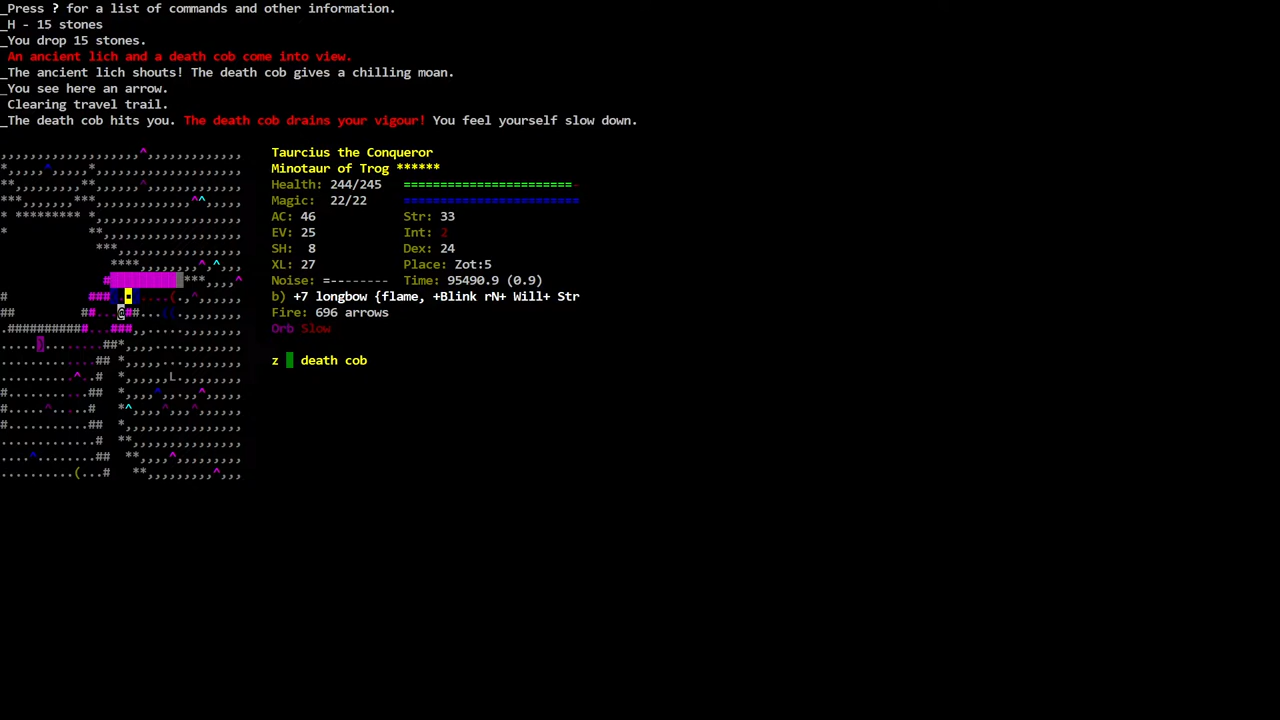 _Press ? for a list of commands and other information.
_H - 15 stones
_You drop 15 stones.
An ancient lich and a death cob come into view.
_The ancient lich shouts! The death cob gives a chilling moan.
_You see here an arrow.
Clearing travel trail.
_The death cob hits you. The death cob drains your vigour! You feel yourself slow down.
Taurcius the Conqueror
Minotaur of Trog ******
Health: 244/245 =======================-
Magic: 22/22 ========================
AC: 46 Str: 33
EV: 25 Int: 2
SH: 8 Dex: 24
XL: 27 Place: Zot:5
Noise: =-------- Time: 95490.9 (0.9)
b) +7 longbow {flame, +Blink rN+ Will+ Str
Fire: 696 arrows
Orb Slow
z death cob